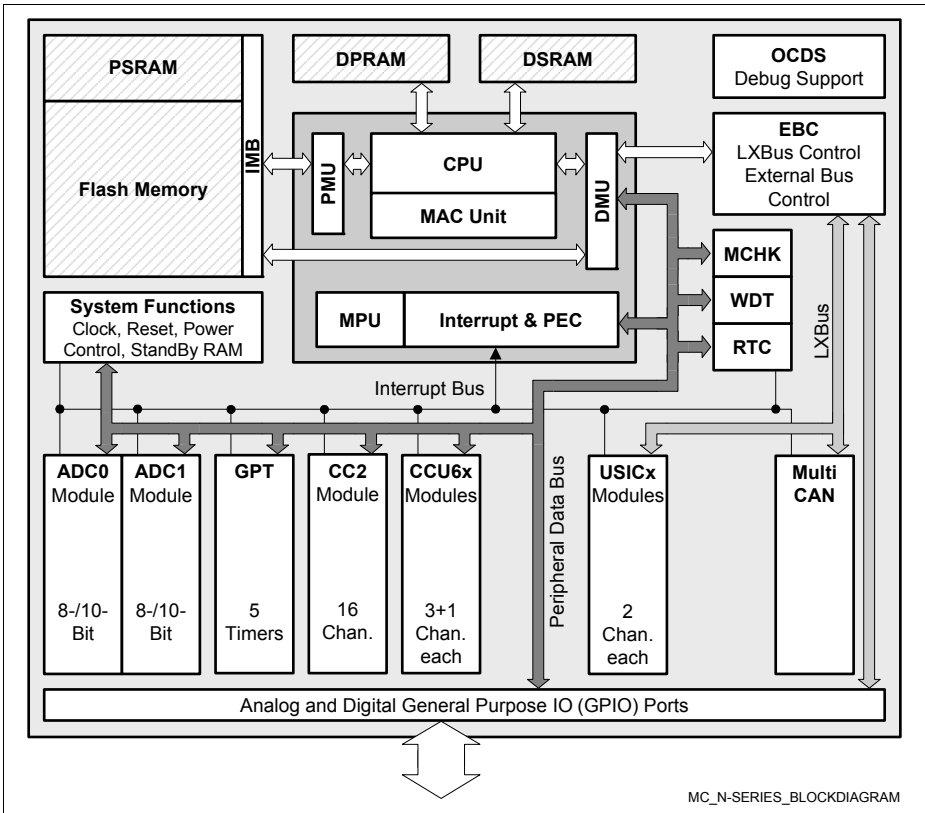 PSRAM
Flash Memory
IMB
DPRAM
DSRAM
OCDS
Debug Support
PMU
CPU
MAC Unit
DMU
EBC
LXBus Control
External Bus
Control
MPU
Interrupt & PEC
MCHK
WDT
RTC
LXBus
System Functions
Clock, Reset, Power
Control, StandBy RAM
Interrupt Bus
ADC0
Module
8-/10-
Bit
ADC1
Module
8-/10-
Bit
GPT
5
Timers
CC2
Module
16
Chan.
CCU6x
Modules
3+1
Chan.
each
Peripheral Data Bus
USICx
Modules
2
Chan.
each
Multi
CAN
Analog and Digital General Purpose IO (GPIO) Ports
MC_N-SERIES_BLOCKDIAGRAM